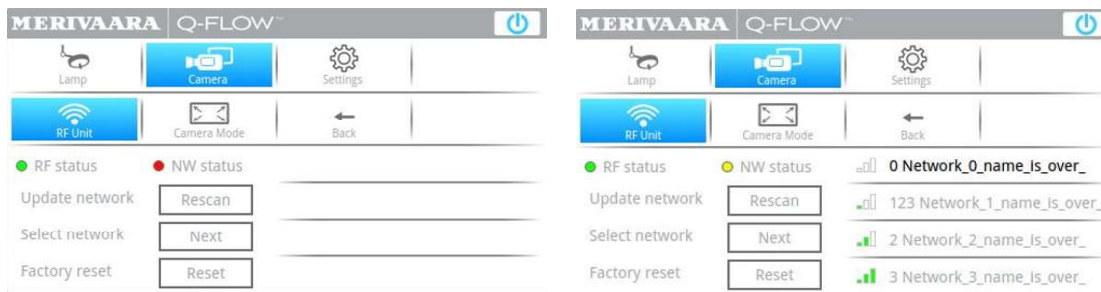 MERIVAARA Q-FLOW™
Lamp Camera Settings
RF Unit Camera Mode Back
RF status NW status
Update network Rescan
Select network Next
Factory reset Reset
MERIVAARA Q-FLOW™
Lamp Camera Settings
RF Unit Camera Mode Back
RF status NW status 0 Network_0_name_is_over_
Update network Rescan 123 Network_1_name_is_over_
Select network Next 2 Network_2_name_is_over_
Factory reset Reset 3 Network_3_name_is_over_